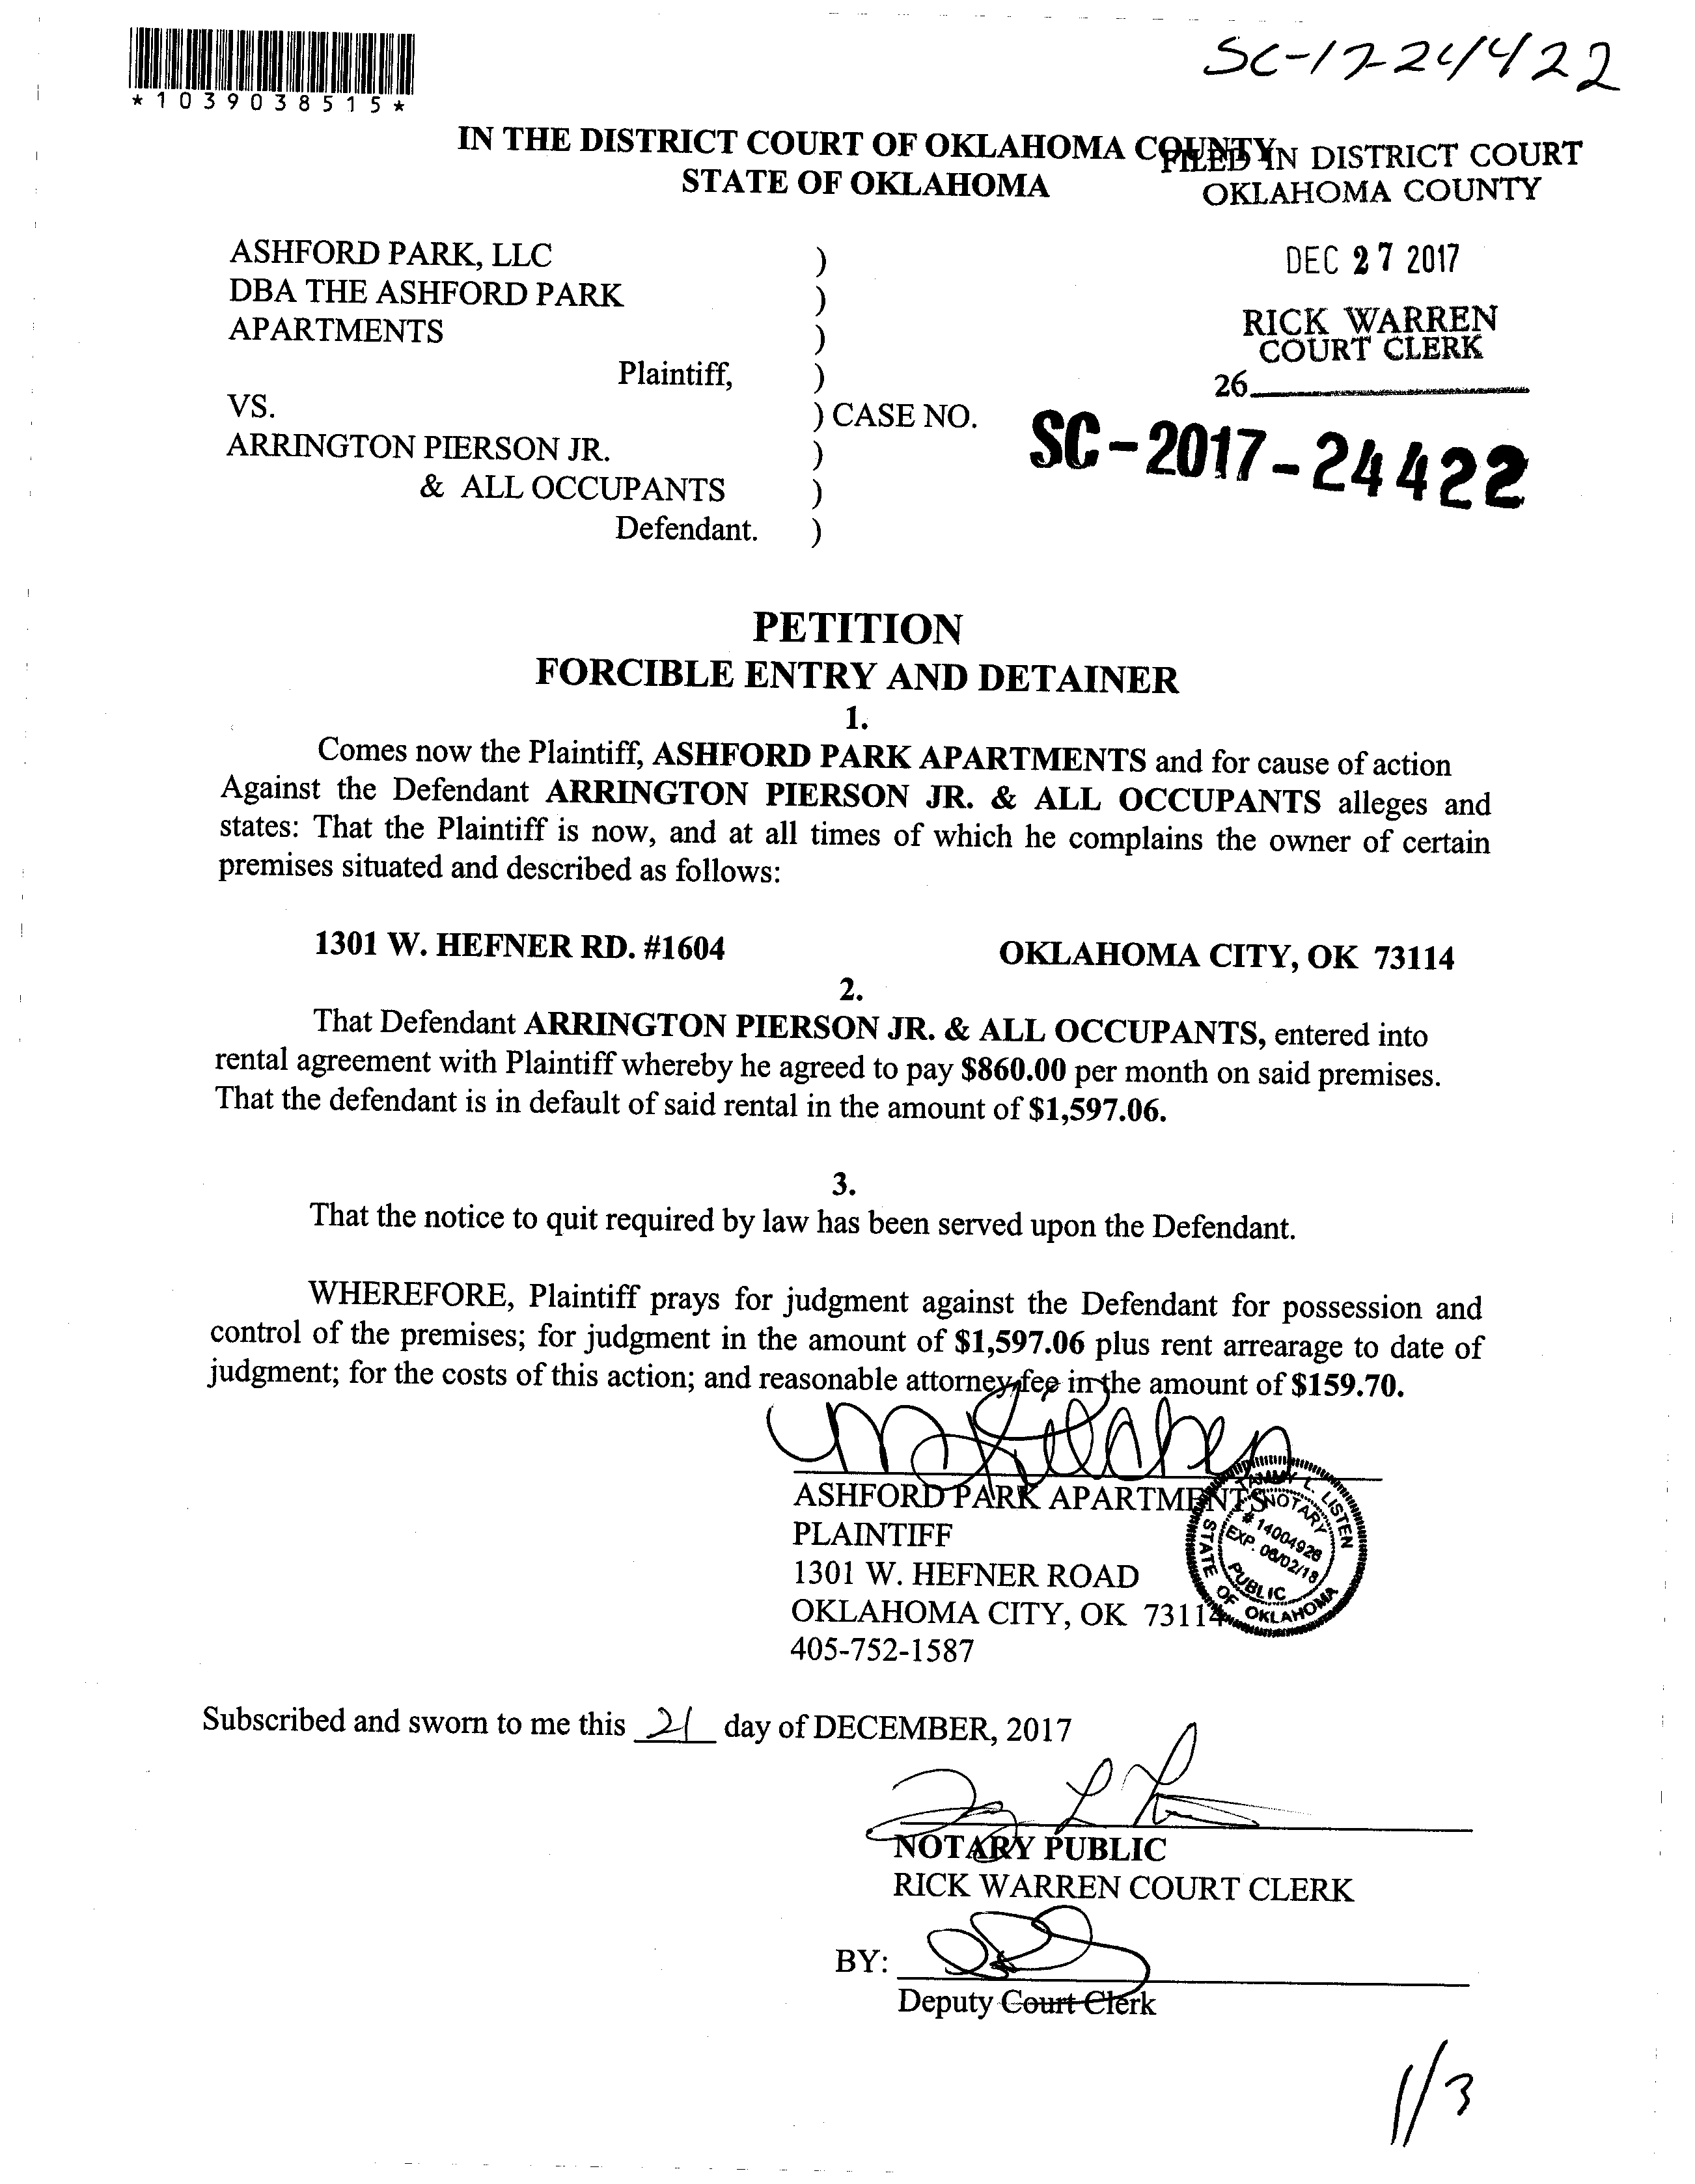 *1039038515*
SC-17-24422
IN THE DISTRICT COURT OF OKLAHOMA COUNTY
STATE OF OKLAHOMA
FILED IN DISTRICT COURT
OKLAHOMA COUNTY
DEC 27 2017
RICK WARREN
COURT CLERK
26
ASHFORD PARK, LLC )
DBA THE ASHFORD PARK )
APARTMENTS )
Plaintiff, )
VS. ) CASE NO. SC-2017-24422
ARRINGTON PIERSON JR. )
& ALL OCCUPANTS )
Defendant. )
PETITION
FORCIBLE ENTRY AND DETAINER
1.
Comes now the Plaintiff, ASHFORD PARK APARTMENTS and for cause of action
Against the Defendant ARRINGTON PIERSON JR. & ALL OCCUPANTS alleges and
states: That the Plaintiff is now, and at all times of which he complains the owner of certain
premises situated and described as follows:
1301 W. HEFNER RD. #1604 OKLAHOMA CITY, OK 73114
2.
That Defendant ARRINGTON PIERSON JR. & ALL OCCUPANTS, entered into
rental agreement with Plaintiff whereby he agreed to pay $860.00 per month on said premises.
That the defendant is in default of said rental in the amount of $1,597.06.
3.
That the notice to quit required by law has been served upon the Defendant.
WHEREFORE, Plaintiff prays for judgment against the Defendant for possession and
control of the premises; for judgment in the amount of $1,597.06 plus rent arrearage to date of
judgment; for the costs of this action; and reasonable attorney fee in the amount of $159.70.
ASHFORD PARK APARTMENTS
PLAINTIFF
1301 W. HEFNER ROAD
OKLAHOMA CITY, OK 73114
405-752-1587
TAMMY L. LISTEN
NOTARY
# 14004926
EXP. 06/02/18
PUBLIC
STATE OF OKLAHOMA
Subscribed and sworn to me this 21 day of DECEMBER, 2017
NOTARY PUBLIC
RICK WARREN COURT CLERK
BY:
Deputy Court Clerk
1/3